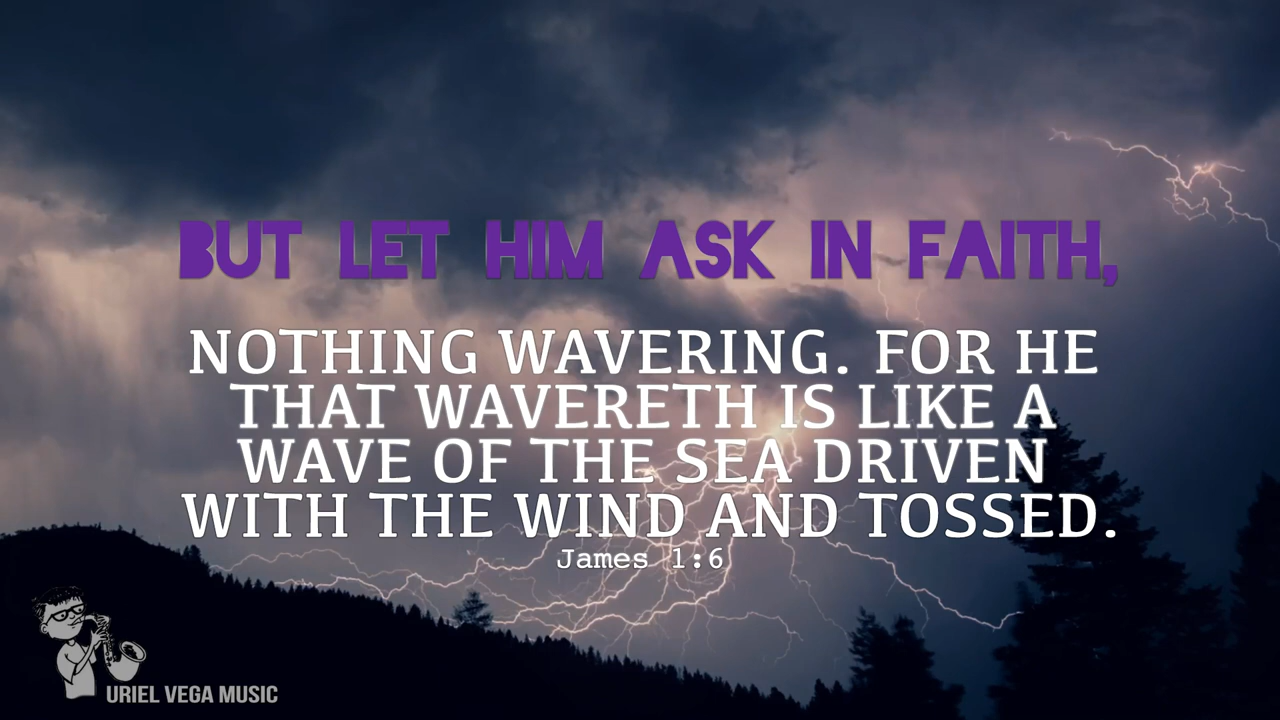 BUT LET HIM ASK IN FAITH,
NOTHING WAVERING. FOR HE
THAT WAVERETH IS LIKE A
WAVE OF THE SEA DRIVEN
WITH THE WIND AND TOSSED.
James 1:6
URIEL VEGA MUSIC